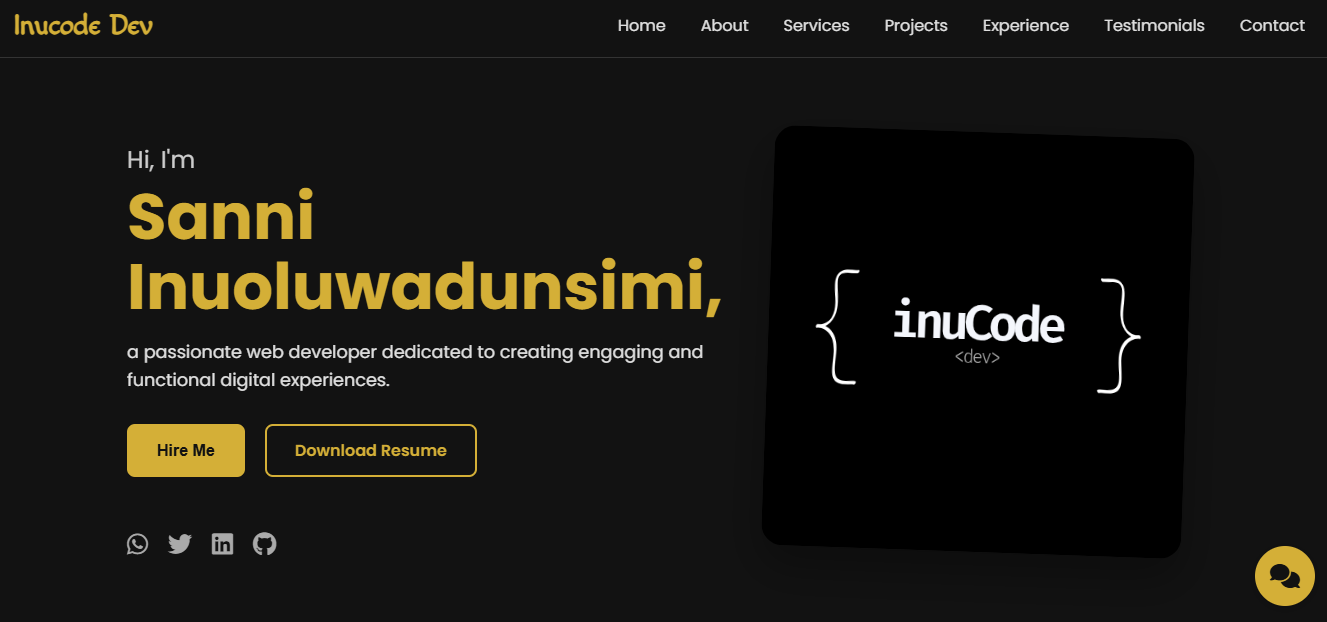 Inucode Dev
Home About Services Projects Experience Testimonials Contact
Hi, I'm
Sanni
Inuoluwadunsimi,
a passionate web developer dedicated to creating engaging and
functional digital experiences.
Hire Me Download Resume
{ inuCode }
<dev>
in